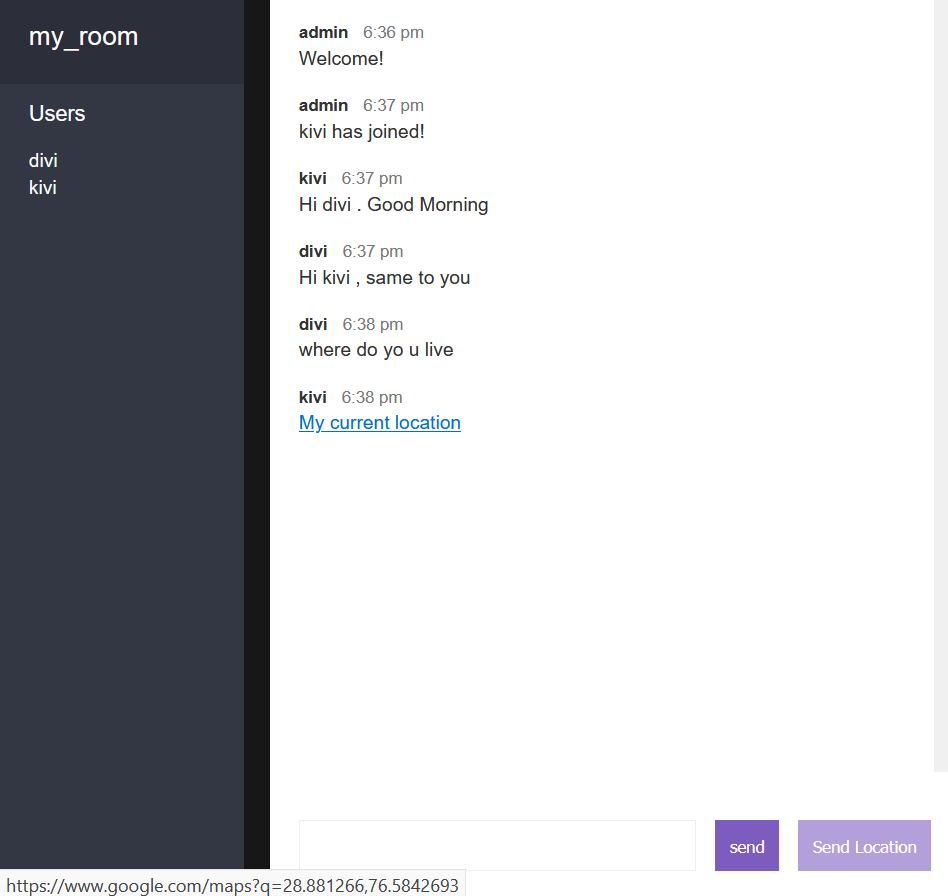 my_room
Users
divi
kivi
admin 6:36 pm
Welcome!
admin 6:37 pm
kivi has joined!
kivi 6:37 pm
Hi divi . Good Morning
divi 6:37 pm
Hi kivi , same to you
divi 6:38 pm
where do yo u live
kivi 6:38 pm
My current location
send
Send Location
https://www.google.com/maps?q=28.881266,76.5842693